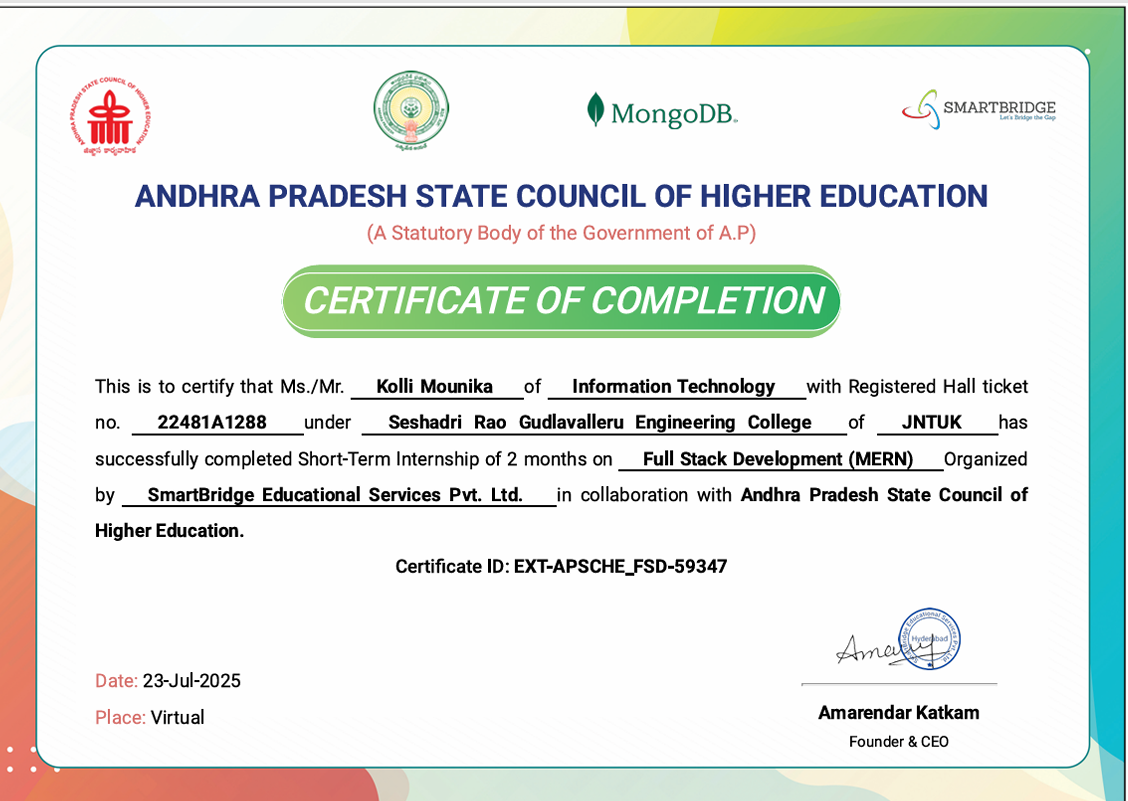 ANDHRA PRADESH STATE COUNCIL OF HIGHER EDUCATION
MongoDB
SMARTBRIDGE
Let's Bridge the Gap
ANDHRA PRADESH STATE COUNCIL OF HIGHER EDUCATION
(A Statutory Body of the Government of A.P)
CERTIFICATE OF COMPLETION
This is to certify that Ms./Mr. Kolli Mounika of Information Technology with Registered Hall ticket
no. 22481A1288 under Seshadri Rao Gudlavalleru Engineering College of JNTUK has
successfully completed Short-Term Internship of 2 months on Full Stack Development (MERN) Organized
by SmartBridge Educational Services Pvt. Ltd. in collaboration with Andhra Pradesh State Council of
Higher Education.
Certificate ID: EXT-APSCHE_FSD-59347
SmartBridge Educational Services Pvt. Ltd
Hyderabad
Date: 23-Jul-2025
Place: Virtual
Amarendar Katkam
Founder & CEO